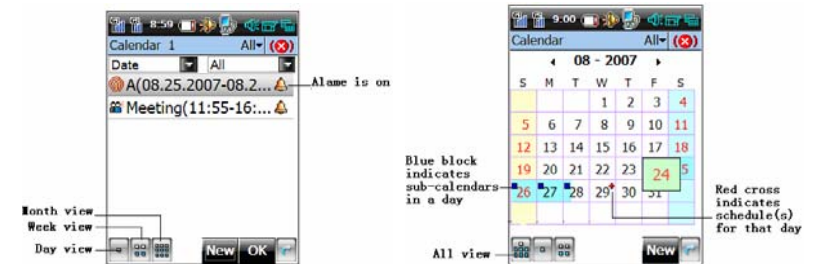 8:59
Calendar 1 All
Date All
A(08.25.2007-08.2...
Meeting(11:55-16:...
Alame is on
Month view
Week view
Day view
New OK
9:00
Calendar All
08 - 2007
S M T W T F S
1 2 3 4
5 6 7 8 9 10 11
12 13 14 15 16 17 18
19 20 21 22 23 24 5
26 27 28 29 30 31
Blue block
indicates
sub-calendars
in a day
Red cross
indicates
schedule(s)
for that day
All view
New